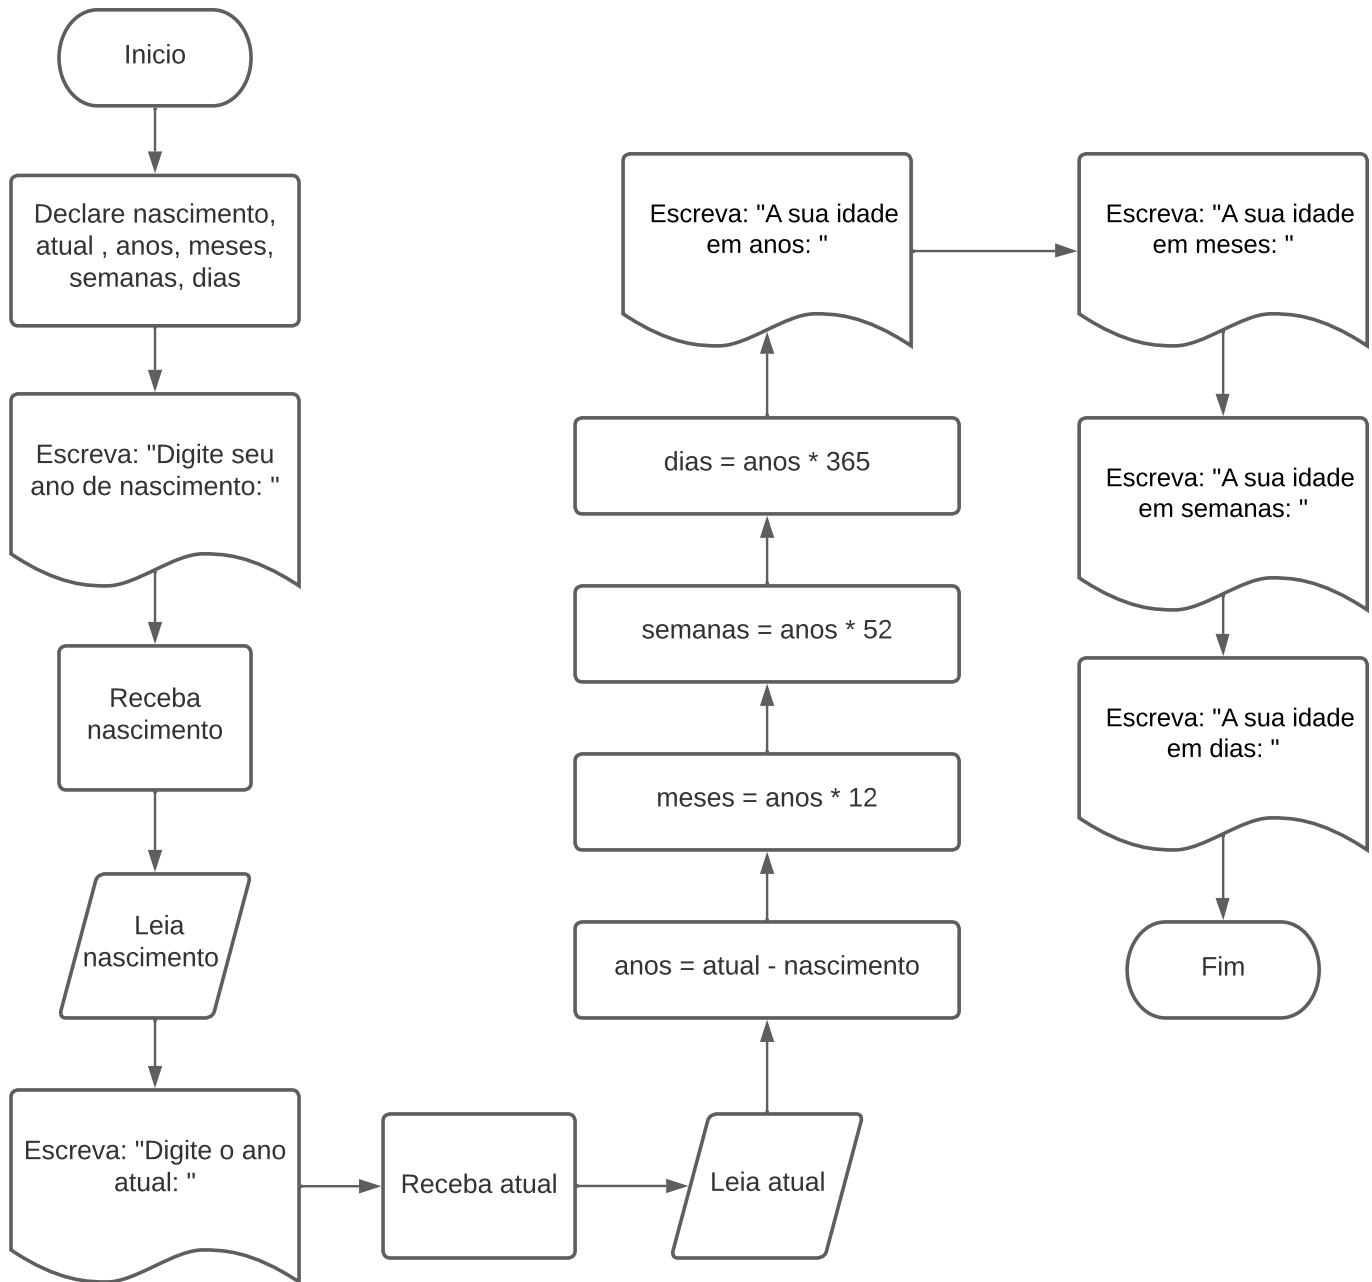 Inicio
Declare nascimento,
atual , anos, meses,
semanas, dias
Escreva: "Digite seu
ano de nascimento: "
Receba
nascimento
Leia
nascimento
Escreva: "Digite o ano
atual: "
Receba atual
Leia atual
anos = atual - nascimento
meses = anos * 12
semanas = anos * 52
dias = anos * 365
Escreva: "A sua idade
em anos: "
Escreva: "A sua idade
em meses: "
Escreva: "A sua idade
em semanas: "
Escreva: "A sua idade
em dias: "
Fim